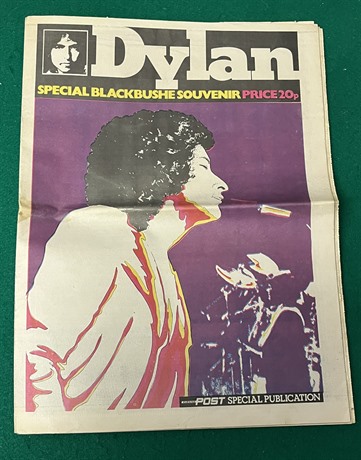 Dylan
SPECIAL BLACKBUSHE SOUVENIR PRICE 20p
POST SPECIAL PUBLICATION